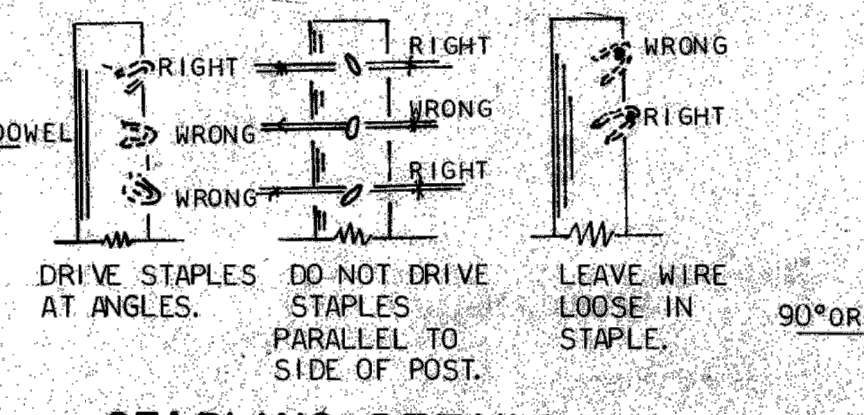 RIGHT
WRONG
WRONG
DOWEL
RIGHT
WRONG
RIGHT
WRONG
RIGHT
DRIVE STAPLES
AT ANGLES.
DO NOT DRIVE
STAPLES
PARALLEL TO
SIDE OF POST.
LEAVE WIRE
LOOSE IN
STAPLE.
90° OR